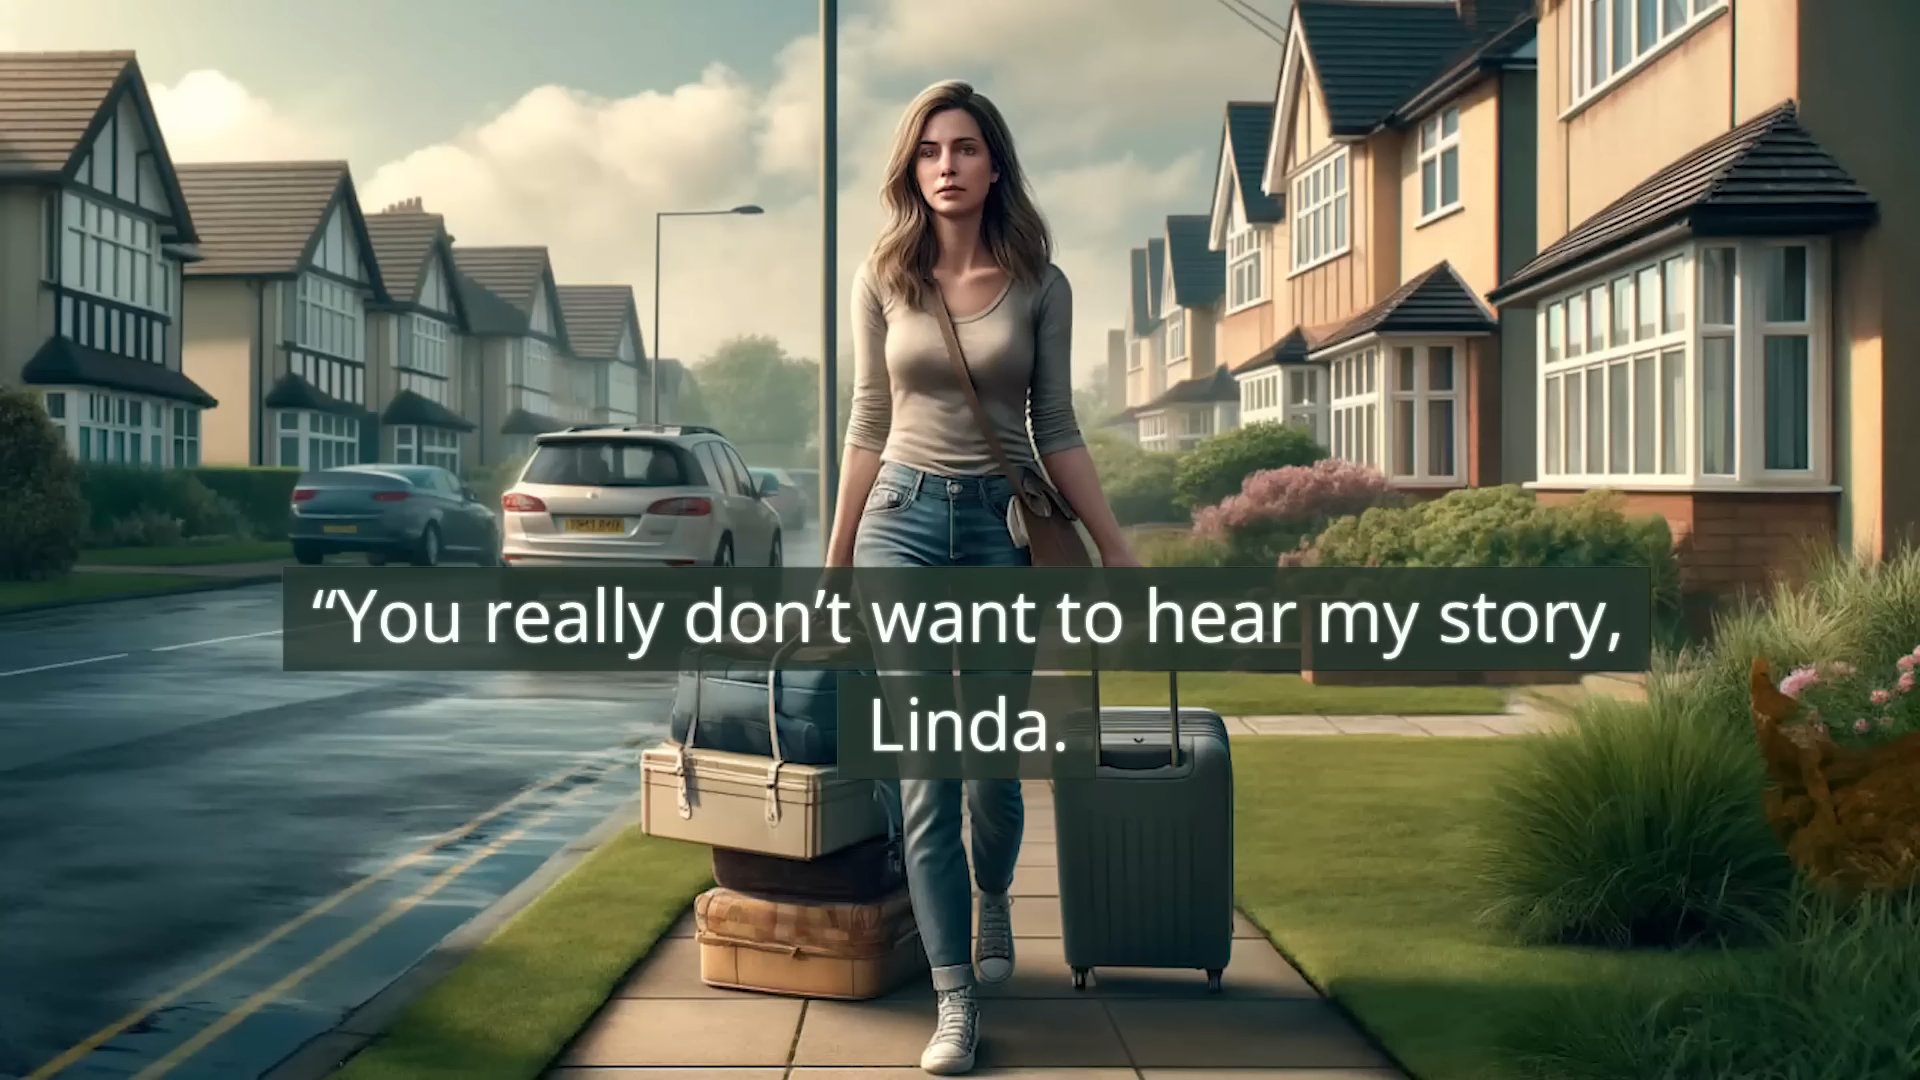 “You really don’t want to hear my story,
Linda.